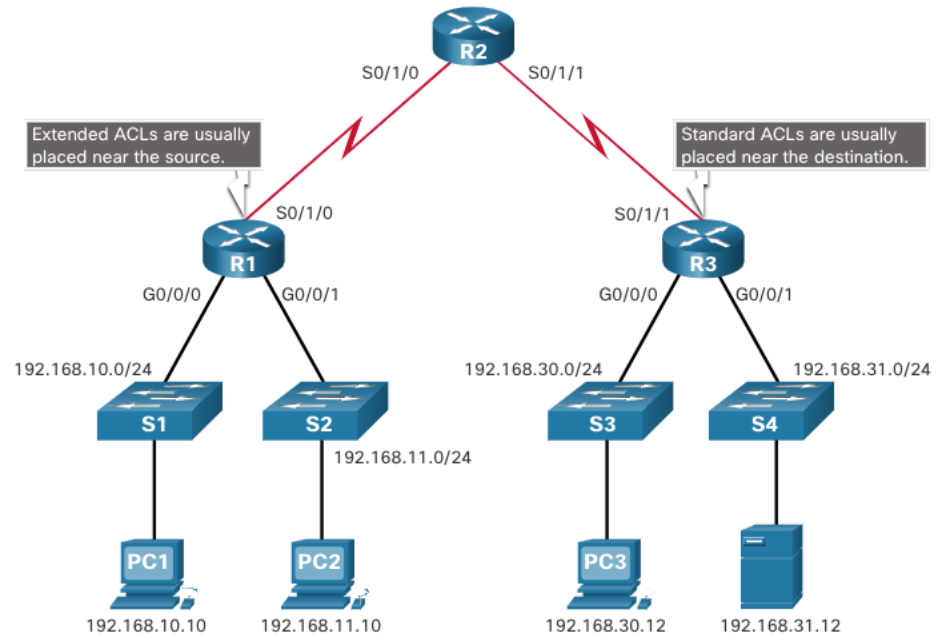 R2
S0/1/0
S0/1/1
Extended ACLs are usually
placed near the source.
Standard ACLs are usually
placed near the destination.
S0/1/0
S0/1/1
R1
R3
G0/0/0
G0/0/1
G0/0/0
G0/0/1
192.168.10.0/24
192.168.30.0/24
192.168.31.0/24
S1
S2
S3
S4
192.168.11.0/24
PC1
PC2
PC3
192.168.10.10
192.168.11.10
192.168.30.12
192.168.31.12